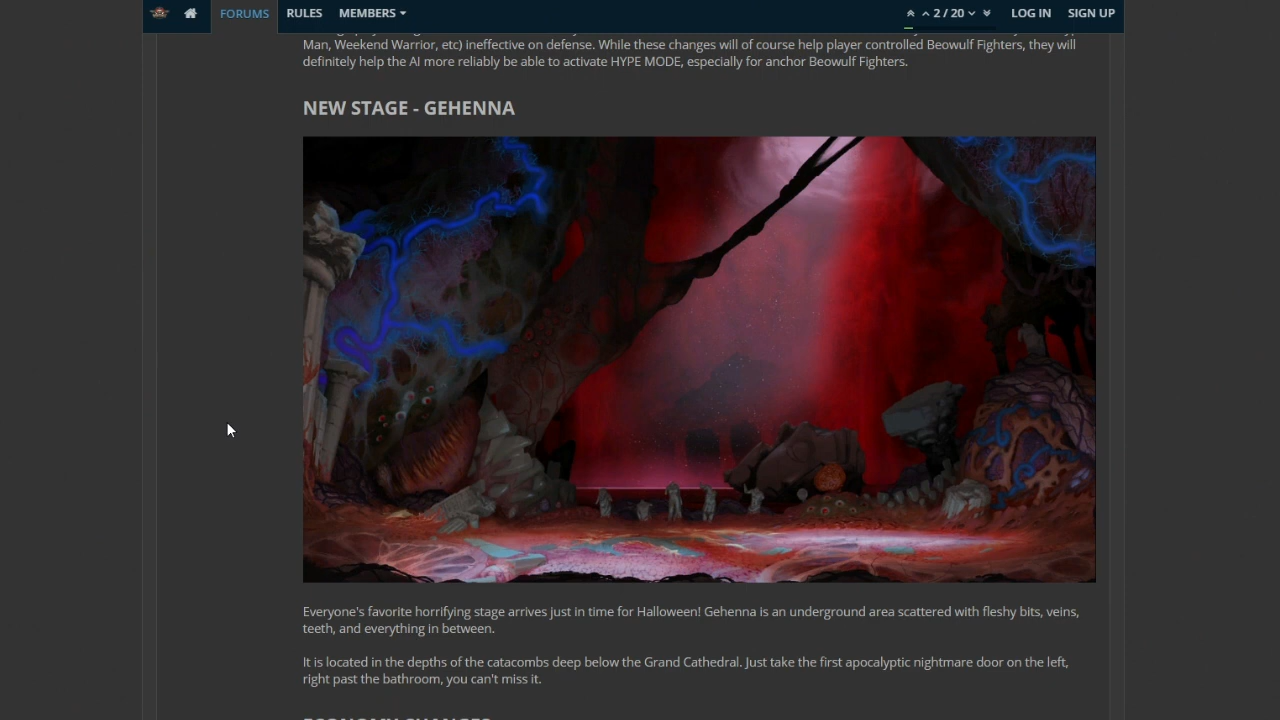 FORUMS RULES MEMBERS 2 / 20 LOG IN SIGN UP
Man, Weekend Warrior, etc) ineffective on defense. While these changes will of course help player controlled Beowulf Fighters, they will
definitely help the AI more reliably be able to activate HYPE MODE, especially for anchor Beowulf Fighters.
NEW STAGE - GEHENNA
Everyone's favorite horrifying stage arrives just in time for Halloween! Gehenna is an underground area scattered with fleshy bits, veins,
teeth, and everything in between.
It is located in the depths of the catacombs deep below the Grand Cathedral. Just take the first apocalyptic nightmare door on the left,
right past the bathroom, you can't miss it.
ECONOMY CHANGES